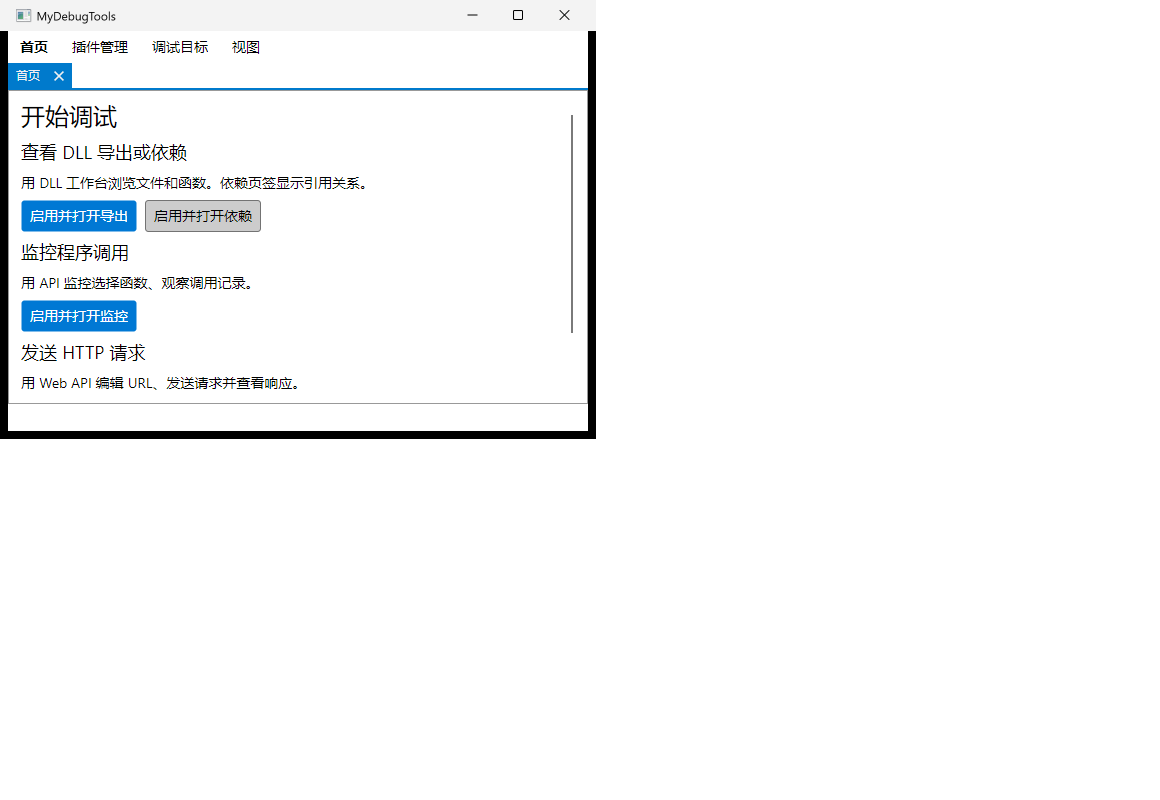 MyDebugTools
首页 插件管理 调试目标 视图
首页
开始调试
查看 DLL 导出或依赖
用 DLL 工作台浏览文件和函数。依赖页签显示引用关系。
启用并打开导出 启用并打开依赖
监控程序调用
用 API 监控选择函数、观察调用记录。
启用并打开监控
发送 HTTP 请求
用 Web API 编辑 URL、发送请求并查看响应。